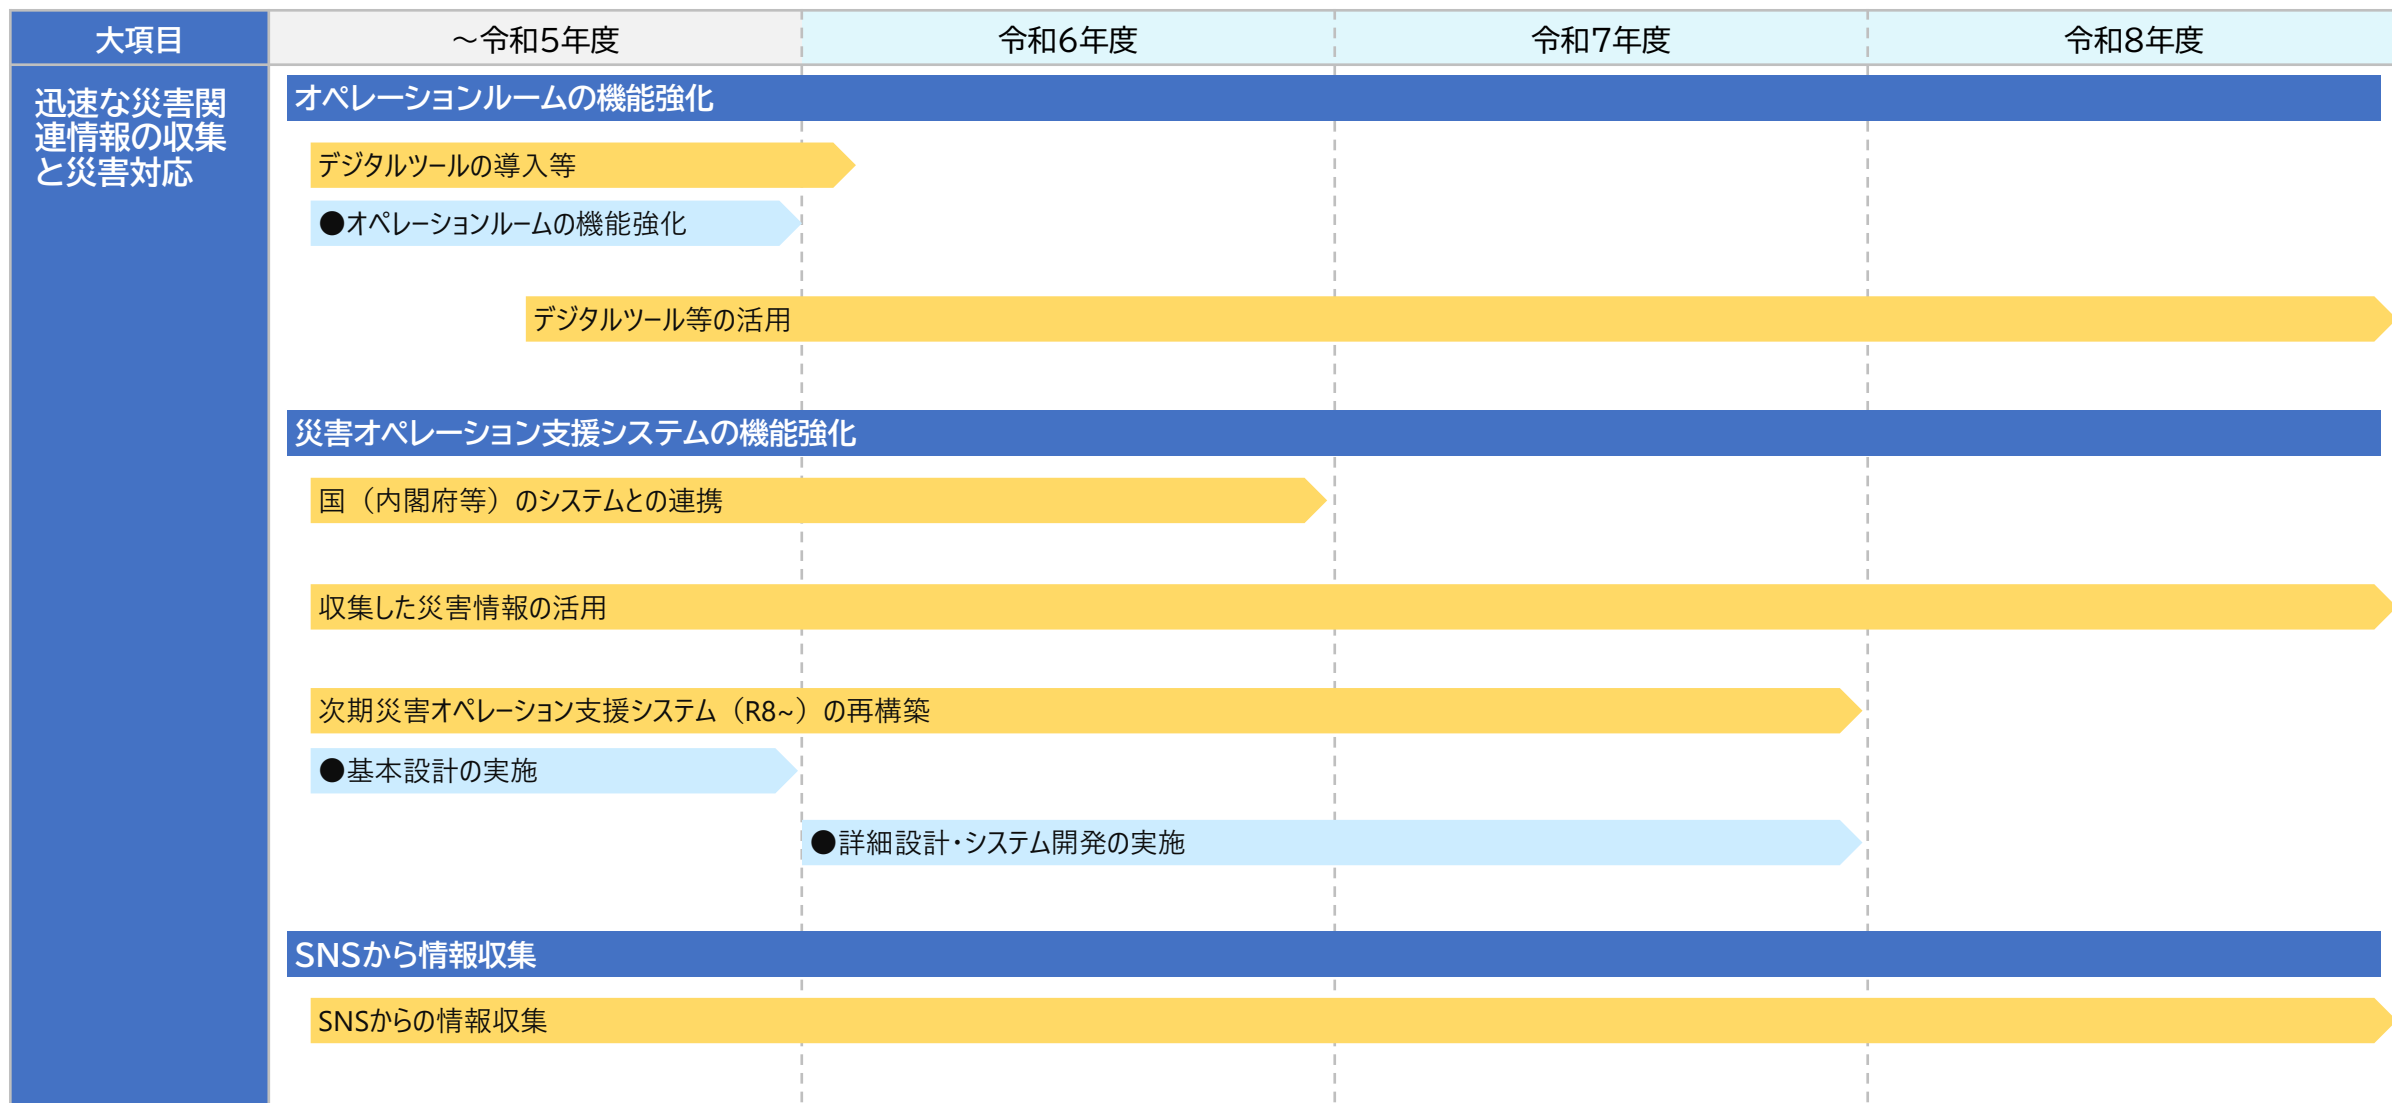 大項目
～令和5年度
令和6年度
令和7年度
令和8年度
迅速な災害関
連情報の収集
と災害対応
オペレーションルームの機能強化
デジタルツールの導入等
●オペレーションルームの機能強化
デジタルツール等の活用
災害オペレーション支援システムの機能強化
国（内閣府等）のシステムとの連携
収集した災害情報の活用
次期災害オペレーション支援システム（R8~）の再構築
●基本設計の実施
●詳細設計・システム開発の実施
SNSから情報収集
SNSからの情報収集